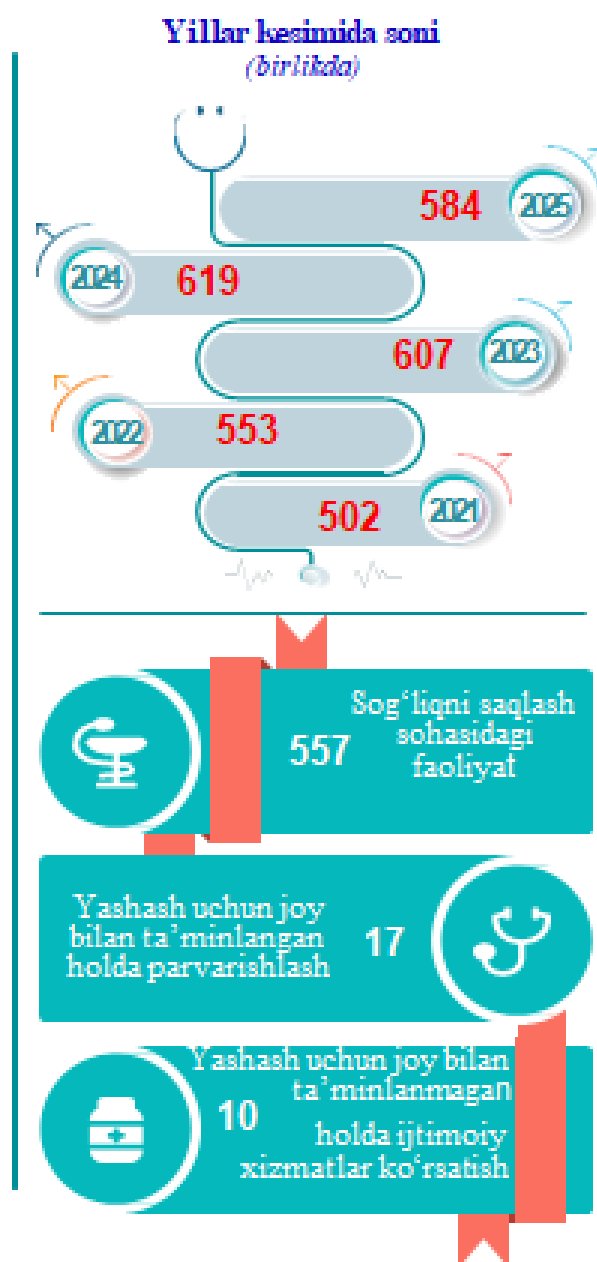 Yillar kesimida soni
(birlikda)
584 2025
2024 619
607 2023
2022 553
502 2021
557
Sog‘liqni saqlash
sohasidagi
faoliyat
Yashash uchun joy
bilan ta’minlangan
holda parvarishlash
17
10
Yashash uchun joy bilan
ta’minlanmagan
holda ijtimoiy
xizmatlar ko‘rsatish